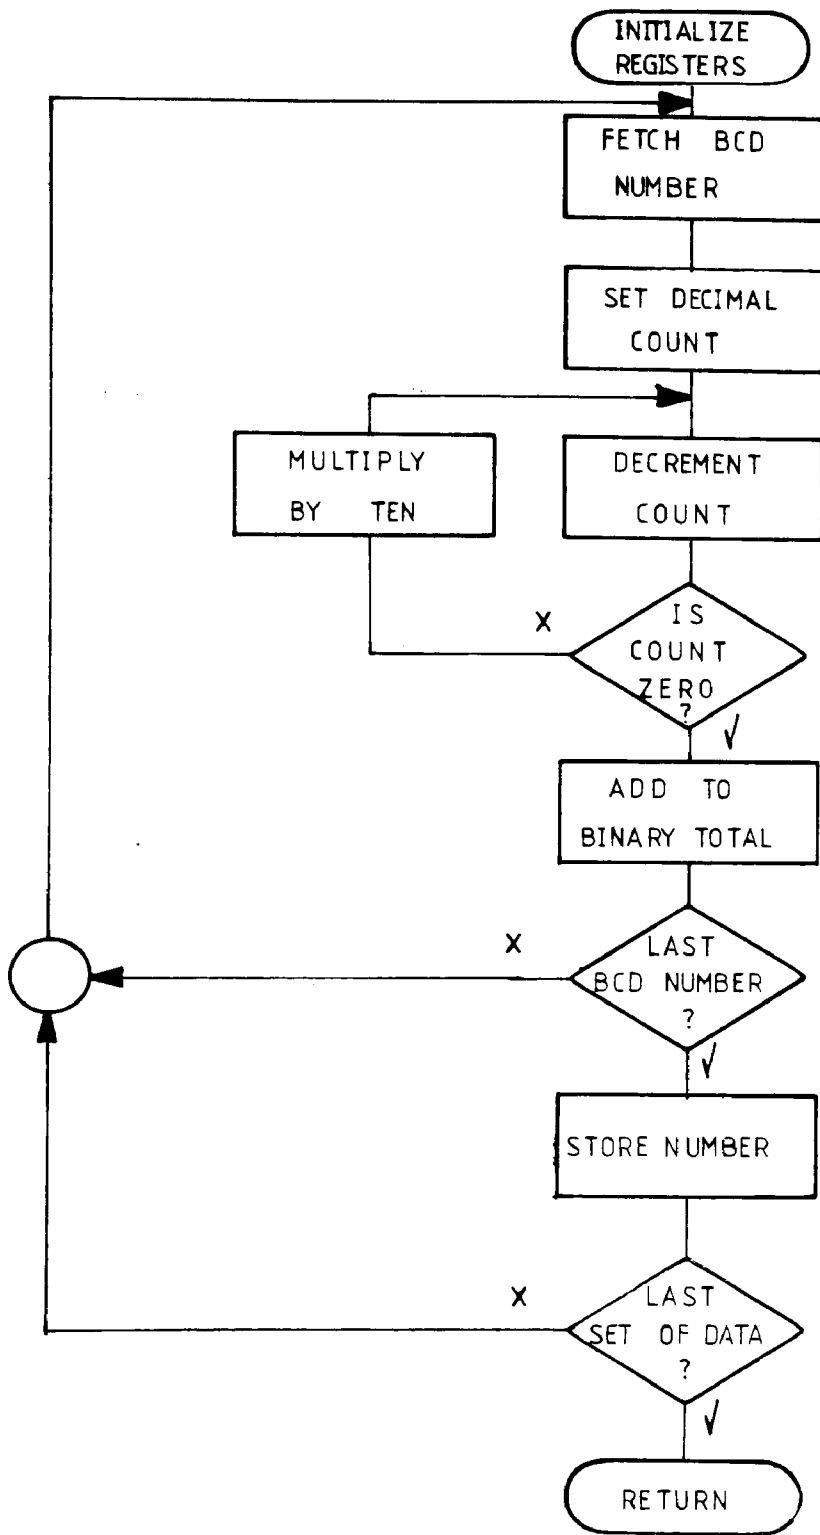 INITIALIZE
REGISTERS
FETCH BCD
NUMBER
SET DECIMAL
COUNT
MULTIPLY
BY TEN
DECREMENT
COUNT
X
IS
COUNT
ZERO
?
✓
ADD TO
BINARY TOTAL
X
LAST
BCD NUMBER
?
✓
STORE NUMBER
X
LAST
SET OF DATA
?
✓
RETURN